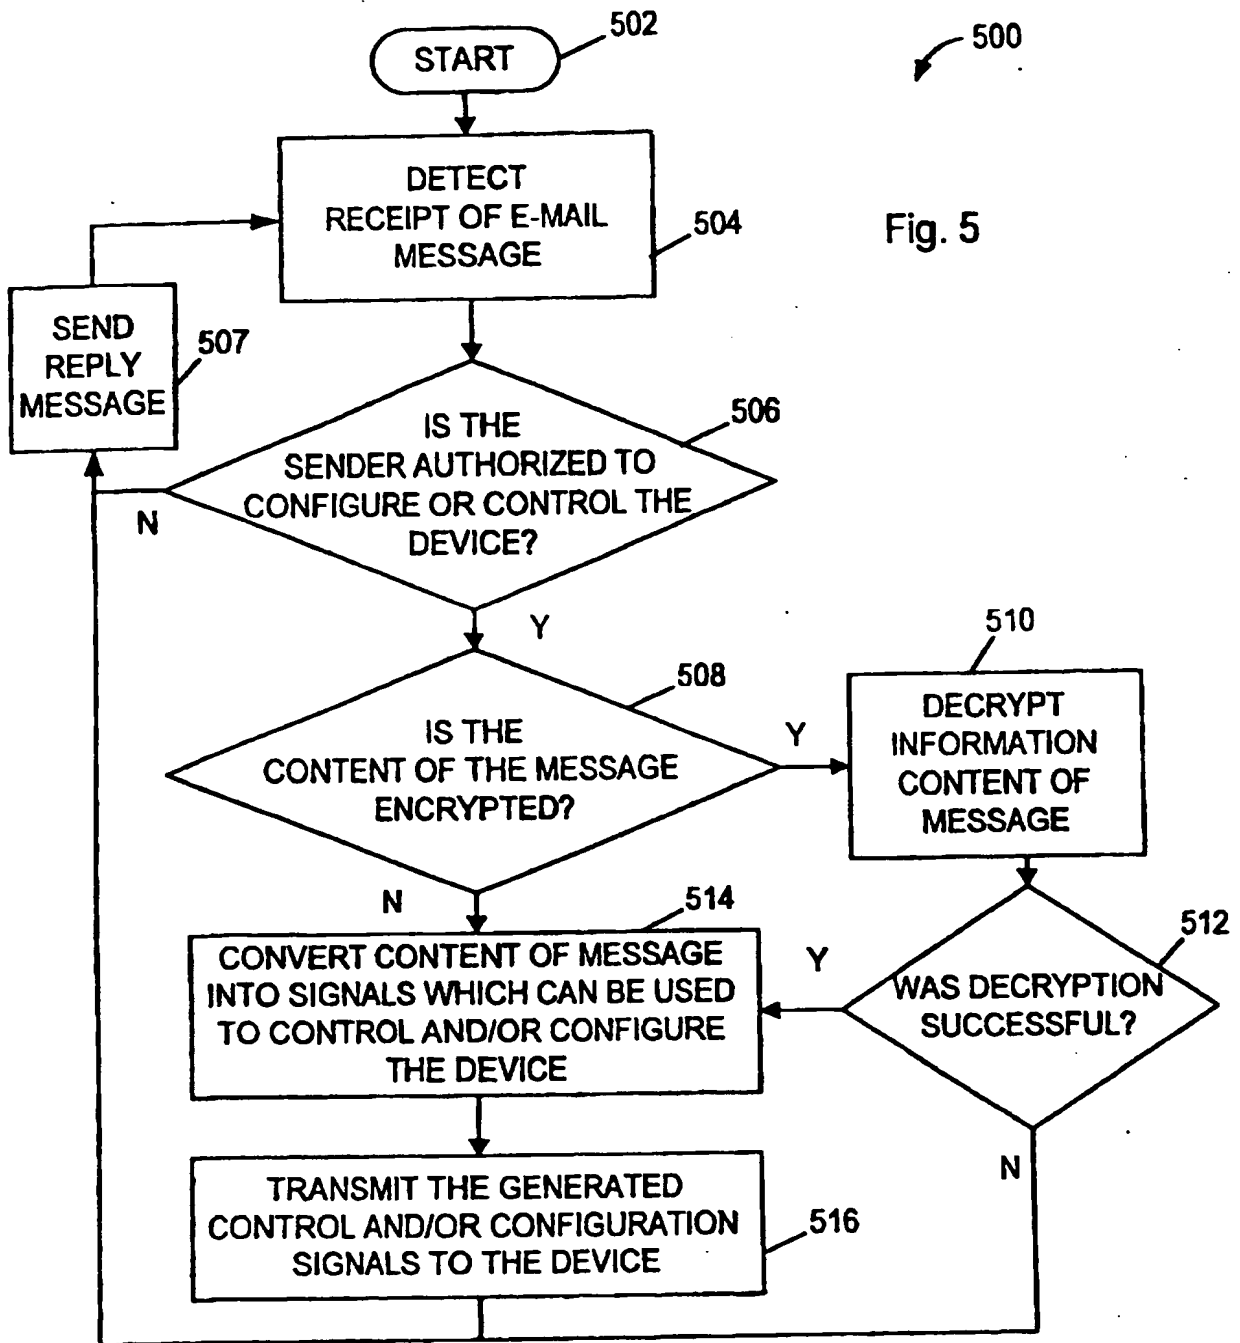 502
START
500
DETECT
RECEIPT OF E-MAIL
MESSAGE
504
Fig. 5
SEND
REPLY
MESSAGE
507
IS THE
SENDER AUTHORIZED TO
CONFIGURE OR CONTROL THE
DEVICE?
506
N
Y
IS THE
CONTENT OF THE MESSAGE
ENCRYPTED?
508
Y
510
DECRYPT
INFORMATION
CONTENT OF
MESSAGE
N
514
CONVERT CONTENT OF MESSAGE
INTO SIGNALS WHICH CAN BE USED
TO CONTROL AND/OR CONFIGURE
THE DEVICE
Y
WAS DECRYPTION
SUCCESSFUL?
512
N
TRANSMIT THE GENERATED
CONTROL AND/OR CONFIGURATION
SIGNALS TO THE DEVICE
516